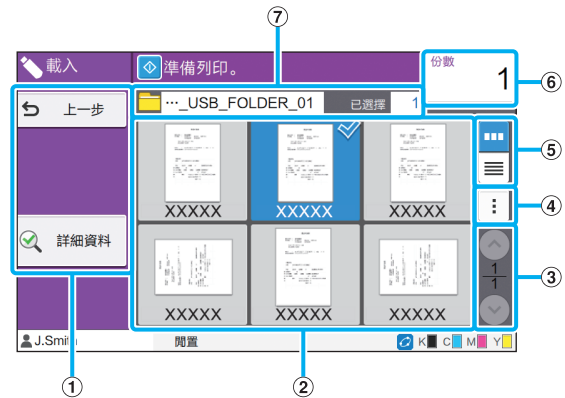 ⑦
載入
準備列印。
份數
1
⑥
…_USB_FOLDER_01 已選擇 1
上一步
⑤
XXXXX XXXXX XXXXX
④
詳細資料
1
1
③
XXXXX XXXXX XXXXX
J.Smith
閒置
K C M Y
① ②